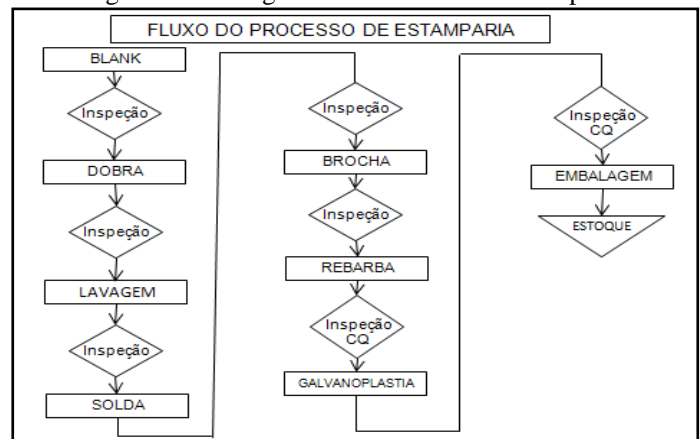 FLUXO DO PROCESSO DE ESTAMPARIA
BLANK
Inspeção
DOBRA
Inspeção
LAVAGEM
Inspeção
SOLDA
Inspeção
BROCHA
Inspeção
REBARBA
Inspeção
CQ
GALVANOPLASTIA
Inspeção
CQ
EMBALAGEM
ESTOQUE